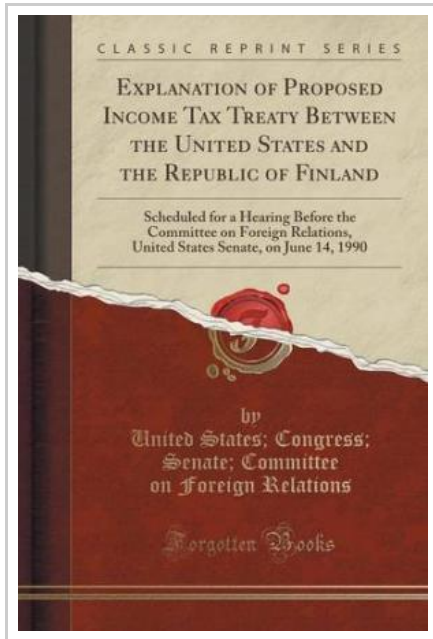 CLASSIC REPRINT SERIES
EXPLANATION OF PROPOSED
INCOME TAX TREATY BETWEEN
THE UNITED STATES AND
THE REPUBLIC OF FINLAND
Scheduled for a Hearing Before the
Committee on Foreign Relations,
United States Senate, on June 14, 1990
by
United States; Congress;
Senate; Committee
on Foreign Relations
Forgotten Books